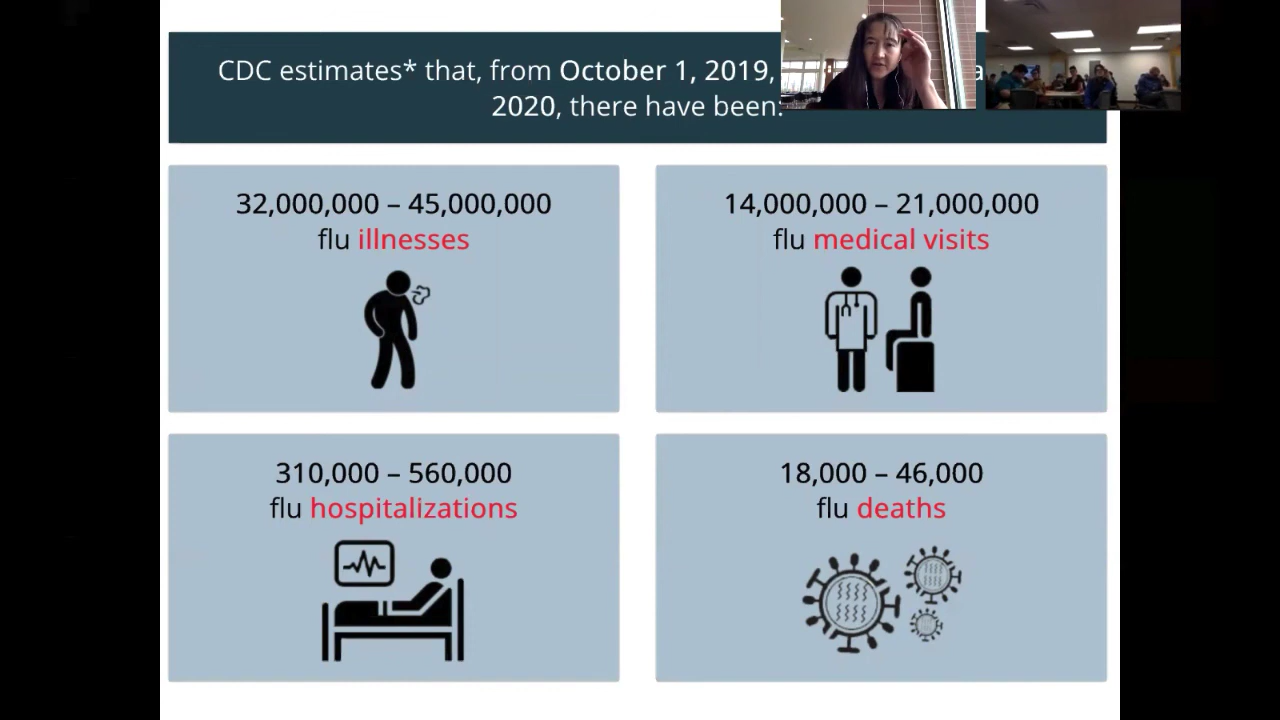 CDC estimates* that, from October 1, 2019,
2020, there have been:
32,000,000 – 45,000,000
flu illnesses
14,000,000 – 21,000,000
flu medical visits
310,000 – 560,000
flu hospitalizations
18,000 – 46,000
flu deaths